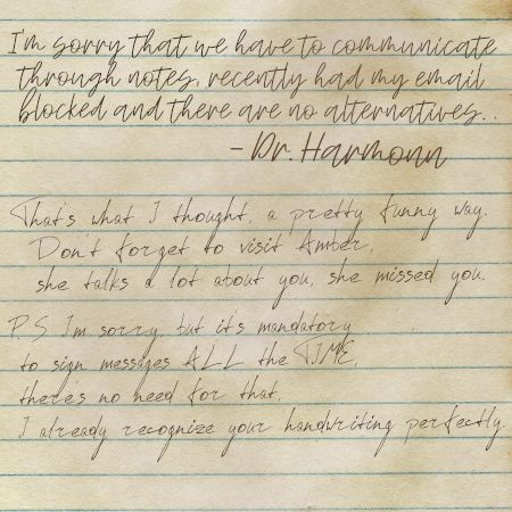 I'm sorry that we have to communicate
through notes, recently had my email
blocked and there are no alternatives..
- Dr. Harmonn
That's what I thought, a pretty funny way.
Don't forget to visit Amber,
she talks a lot about you, she missed you.
P.S I'm sorry but it's mandatory
to sign messages ALL the TIME,
there's no need for that.
I already recognize your handwriting perfectly